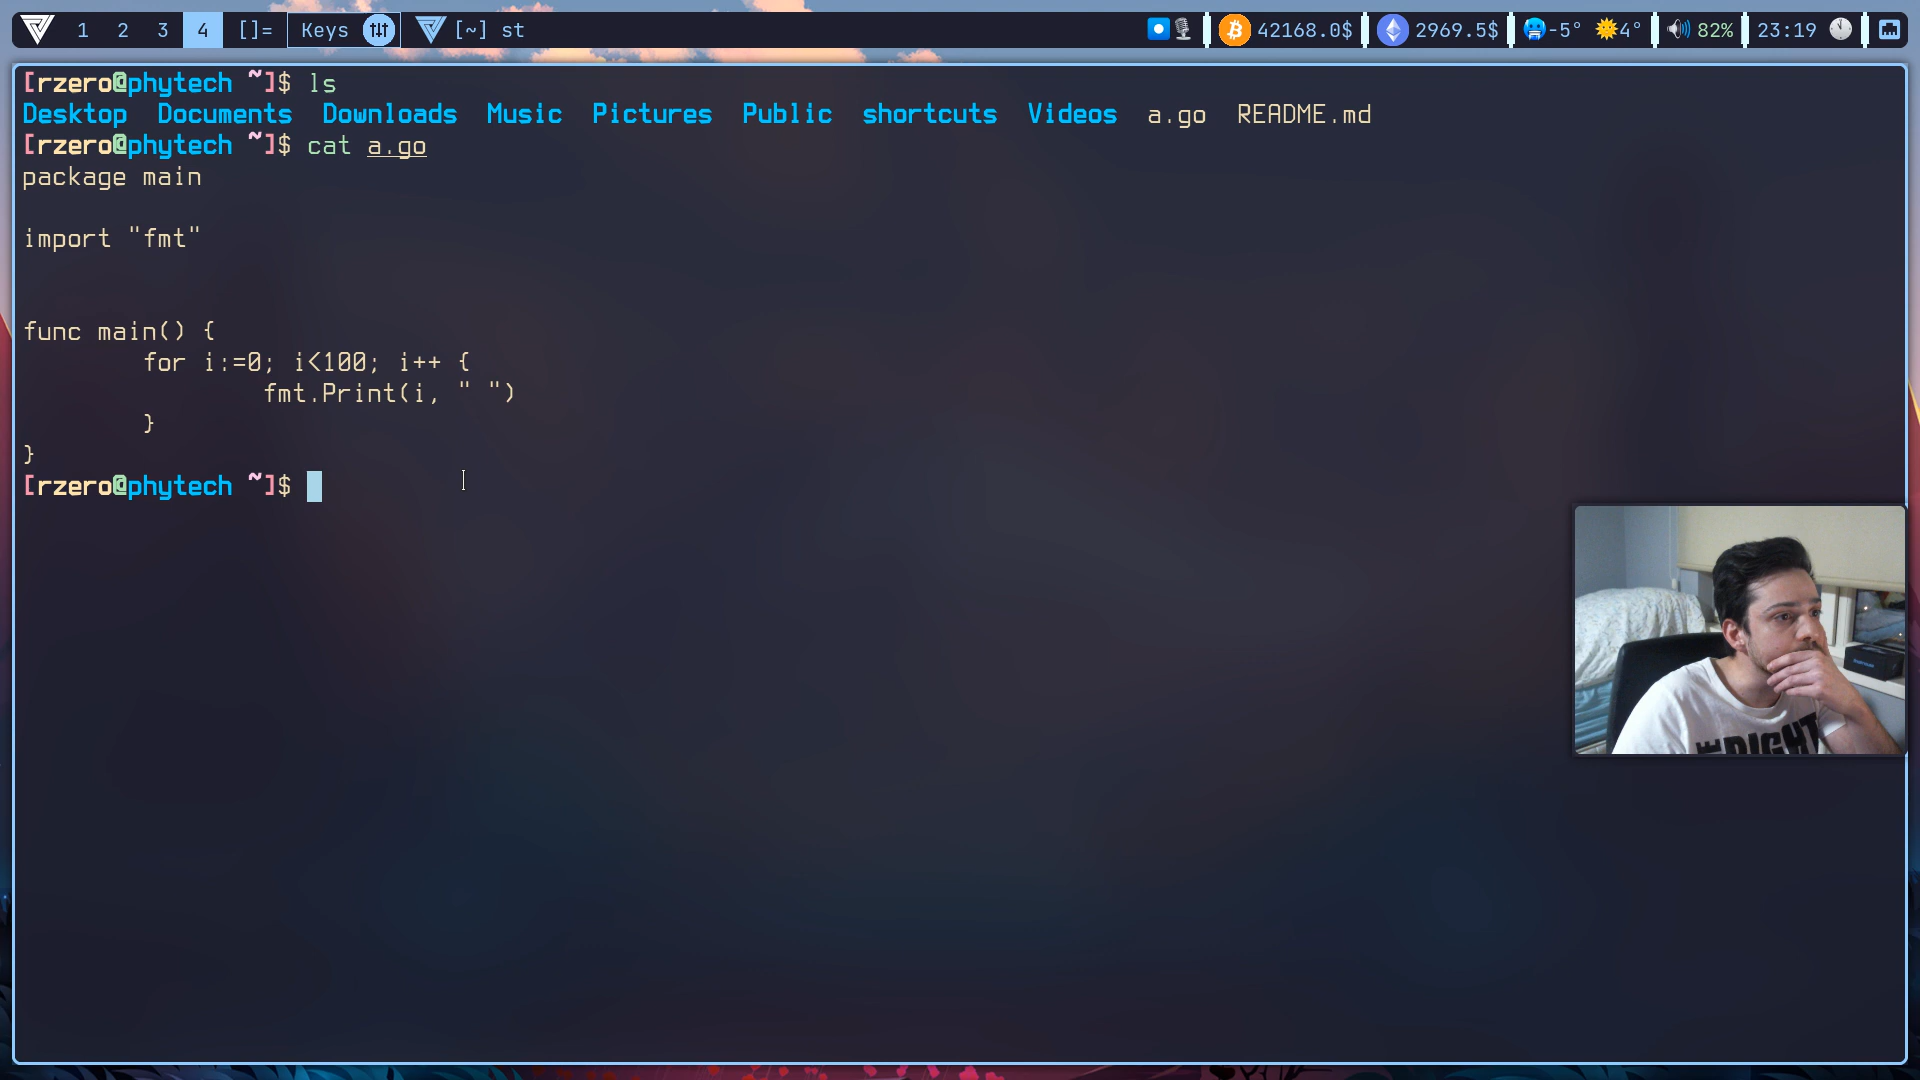 1 2 3 4 []= Keys [~] st 42168.0$ 2969.5$ -5° 4° 82% 23:19
[rzero@phytech ~]$ ls
Desktop Documents Downloads Music Pictures Public shortcuts Videos a.go README.md
[rzero@phytech ~]$ cat a.go
package main
import "fmt"
func main() {
for i:=0; i<100; i++ {
fmt.Print(i, " ")
}
}
[rzero@phytech ~]$